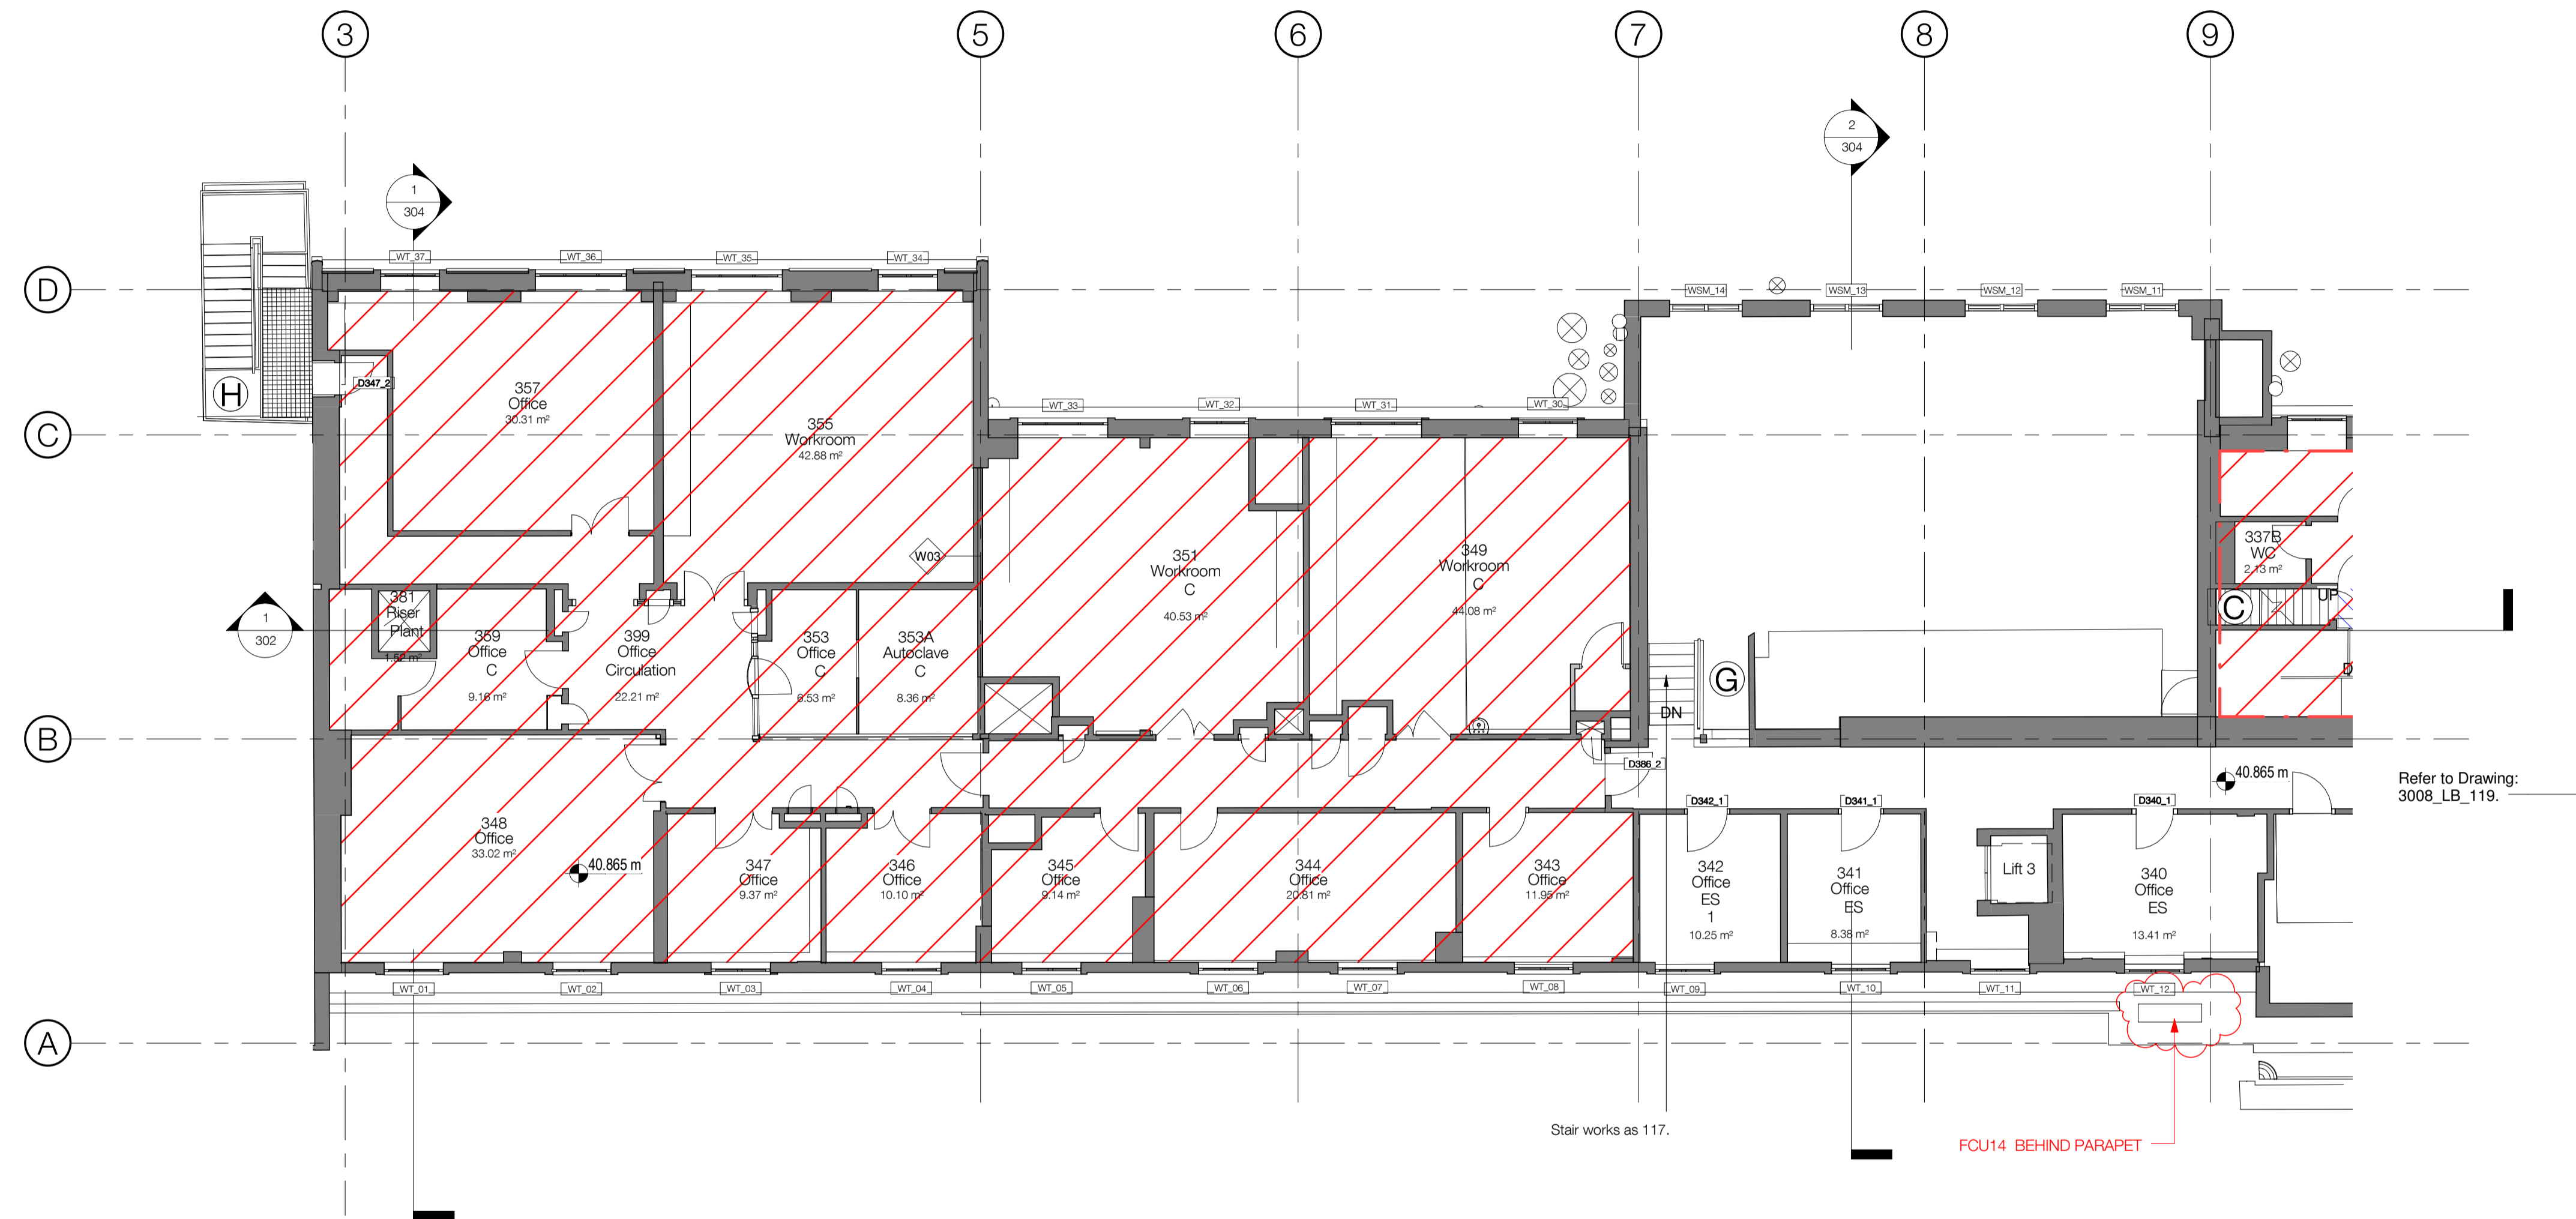 3
5
6
7
8
9
D
C
B
A
1
304
2
304
1
302
H
G
C
WT_37
WT_36
WT_35
WT_34
WSM_14
WSM_13
WSM_12
WSM_11
WT_33
WT_32
WT_31
WT_30
D347_2
357
Office
30.31 m²
355
Workroom
42.88 m²
W03
351
Workroom
C
40.53 m²
349
Workroom
C
44.08 m²
337B
WC
2.13 m²
UP
D
381
Riser
Plant
1.52 m²
359
Office
C
9.16 m²
399
Office
Circulation
22.21 m²
353
Office
C
6.53 m²
353A
Autoclave
C
8.36 m²
DN
D386_2
D342_1
D341_1
D340_1
40.865 m
Refer to Drawing:
3008_LB_119.
348
Office
33.02 m²
40.865 m
347
Office
9.37 m²
346
Office
10.10 m²
345
Office
9.14 m²
344
Office
20.81 m²
343
Office
11.95 m²
342
Office
ES
1
10.25 m²
341
Office
ES
8.38 m²
Lift 3
340
Office
ES
13.41 m²
WT_01
WT_02
WT_03
WT_04
WT_05
WT_06
WT_07
WT_08
WT_09
WT_10
WT_11
WT_12
Stair works as 117.
FCU14 BEHIND PARAPET